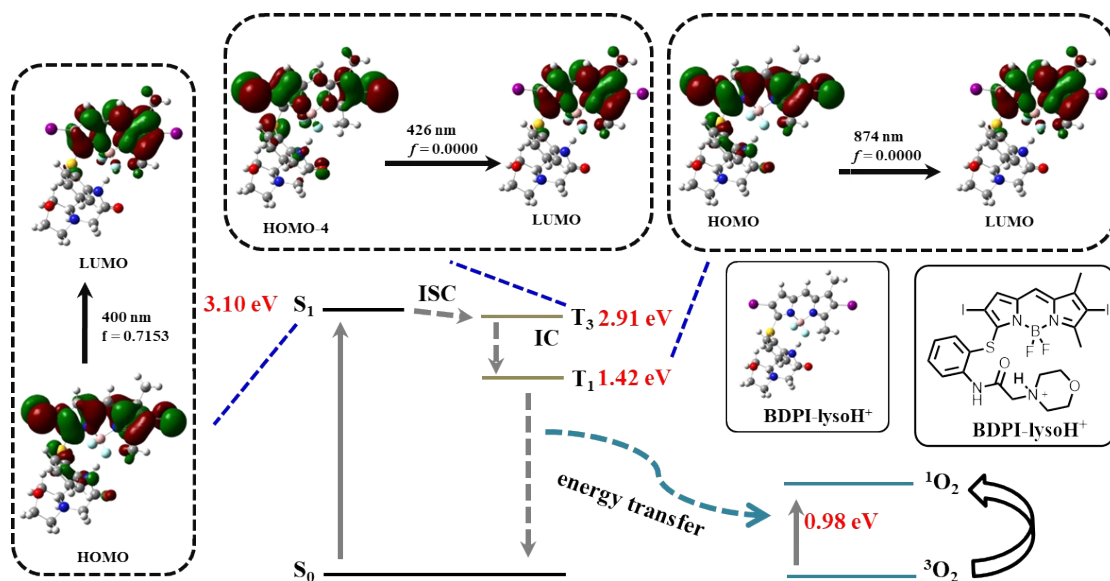 426 nm
f = 0.0000
HOMO-4
LUMO
874 nm
f = 0.0000
HOMO
LUMO
LUMO
400 nm
f = 0.7153
HOMO
3.10 eV
S1
ISC
T3 2.91 eV
IC
T1 1.42 eV
S0
energy transfer
BDPI-lysoH+
I
I
N
B
N
F
F
S
O
NH
H
N
+
O
BDPI-lysoH+
1O2
0.98 eV
3O2